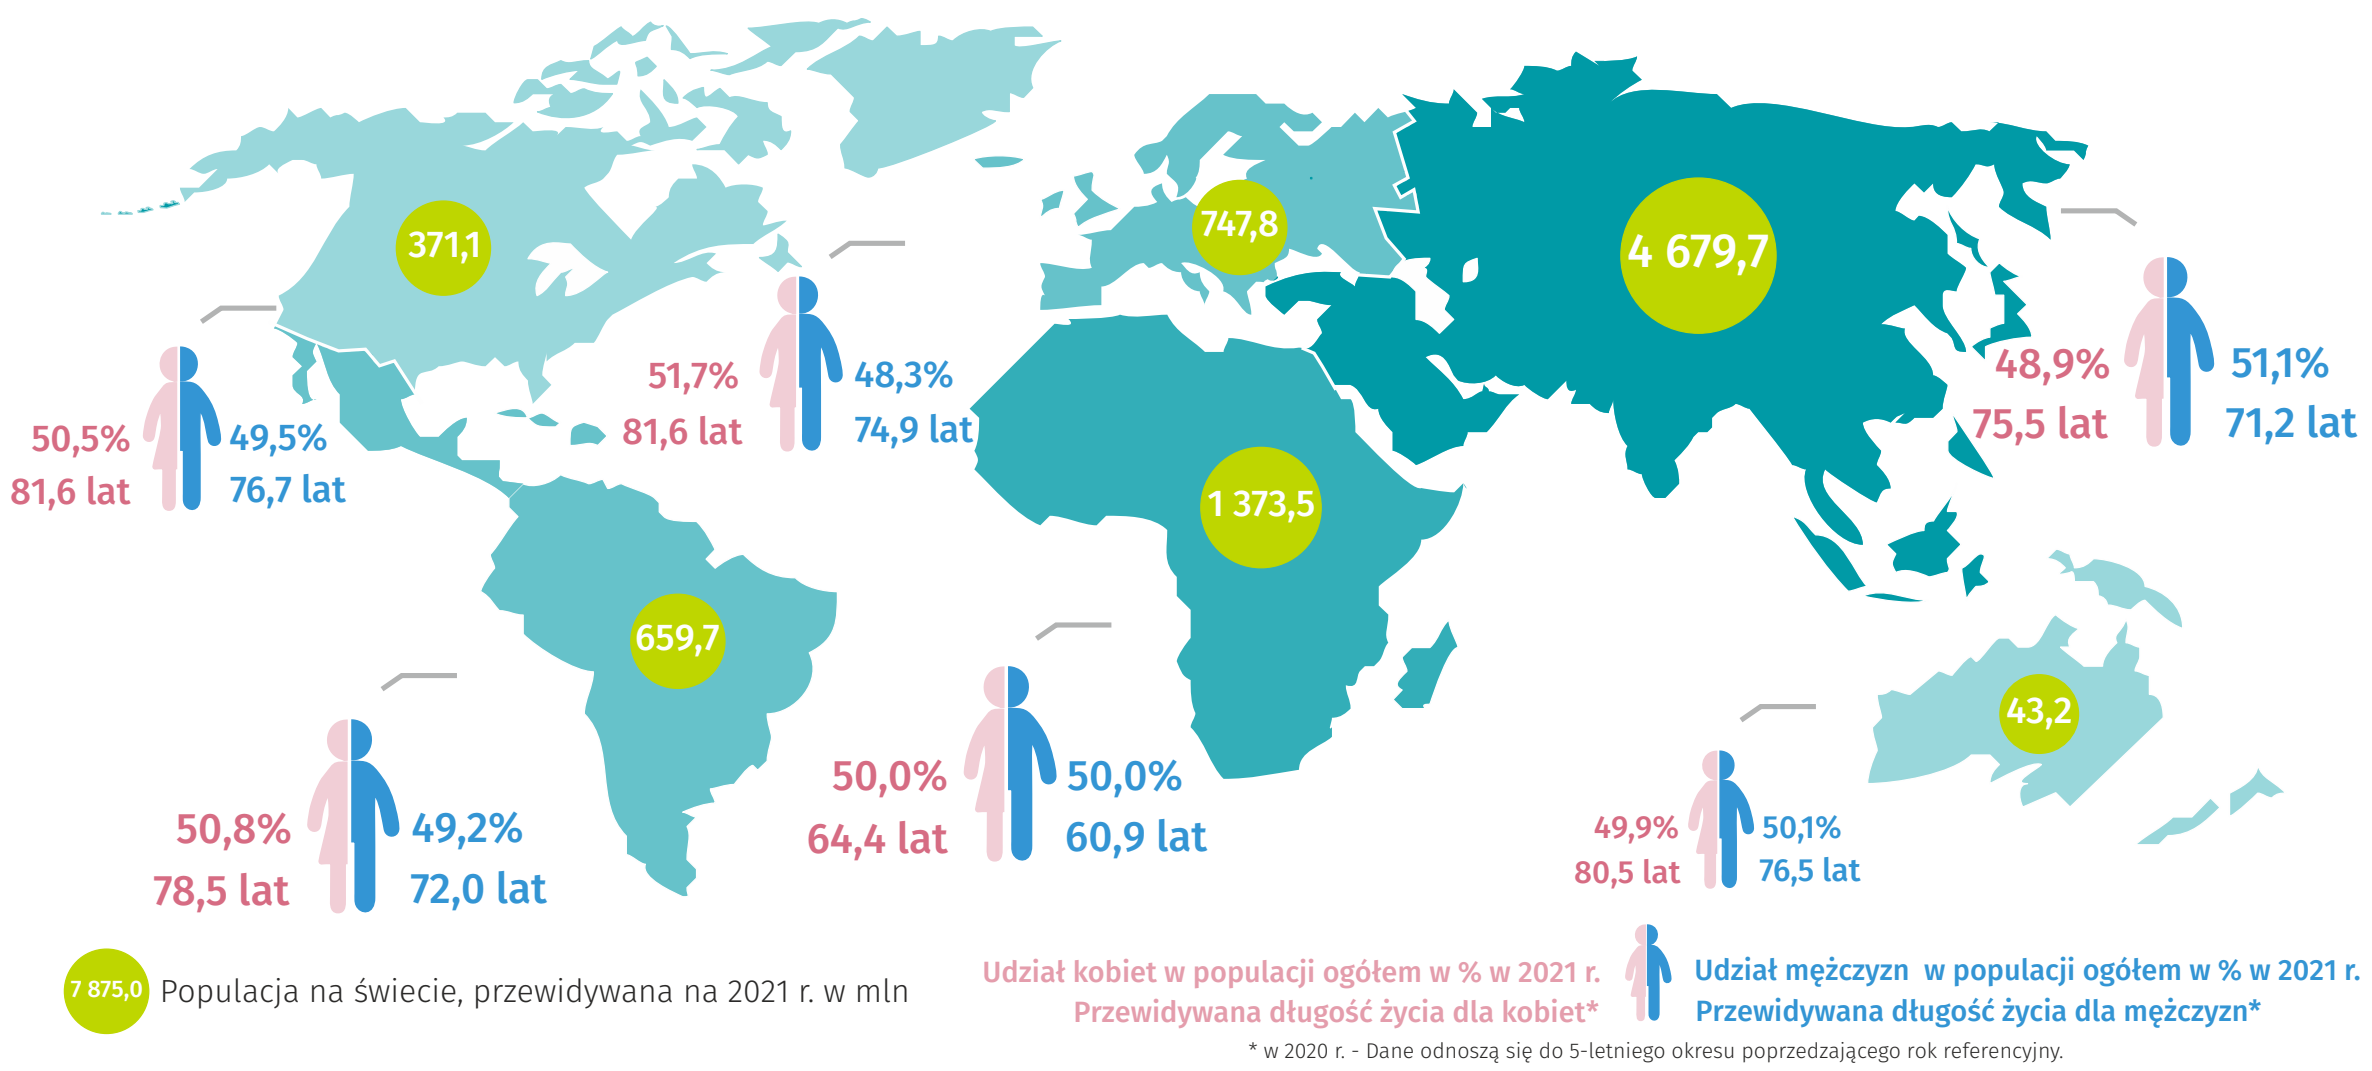 371,1
747,8
4 679,7
50,5%
49,5%
81,6 lat
76,7 lat
51,7%
48,3%
81,6 lat
74,9 lat
48,9%
51,1%
75,5 lat
71,2 lat
1 373,5
659,7
43,2
50,8%
49,2%
78,5 lat
72,0 lat
50,0%
50,0%
64,4 lat
60,9 lat
49,9%
50,1%
80,5 lat
76,5 lat
7 875,0
Populacja na świecie, przewidywana na 2021 r. w mln
Udział kobiet w populacji ogółem w % w 2021 r.
Przewidywana długość życia dla kobiet*
Udział mężczyzn w populacji ogółem w % w 2021 r.
Przewidywana długość życia dla mężczyzn*
* w 2020 r. - Dane odnoszą się do 5-letniego okresu poprzedzającego rok referencyjny.